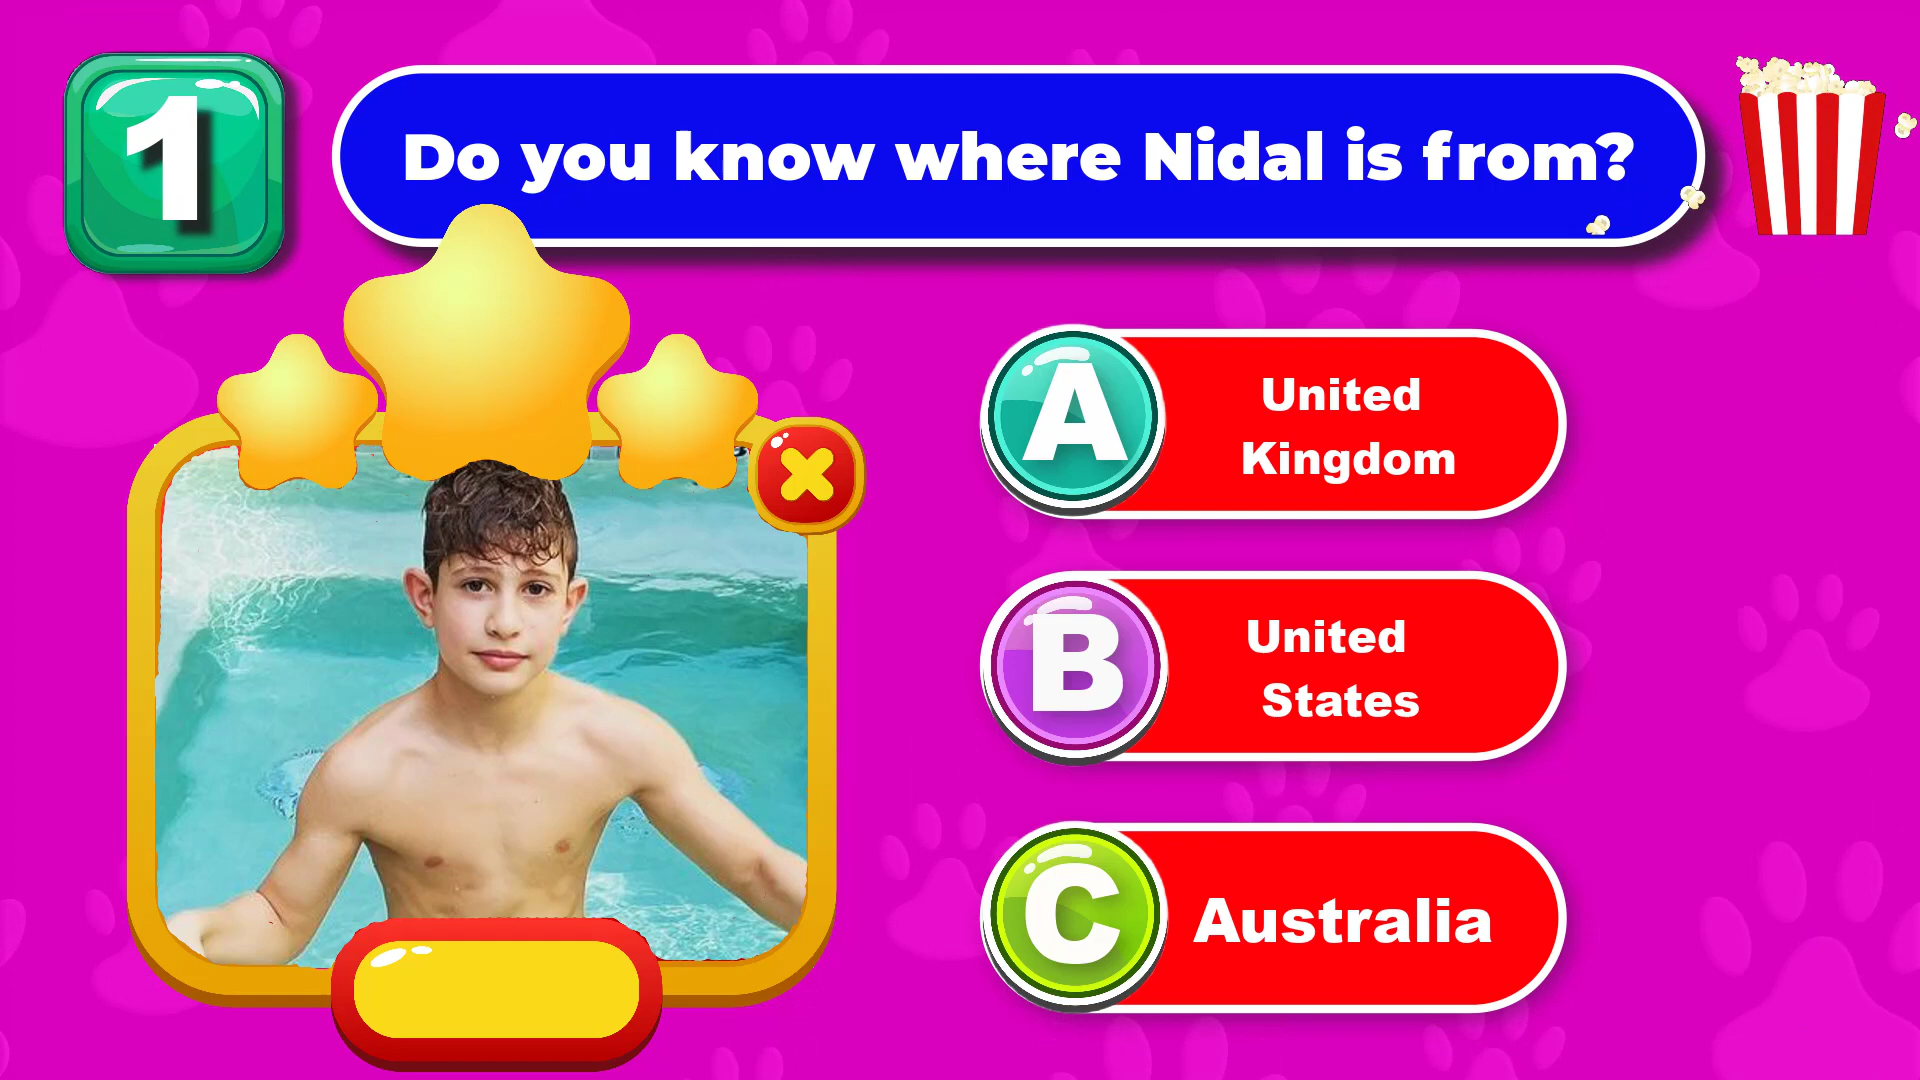 1
Do you know where Nidal is from?
A
United
Kingdom
B
United
States
C
Australia